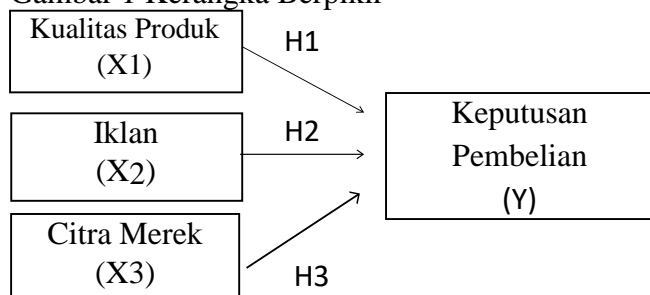 Gambar 1 Kerangka Berpikir
Kualitas Produk
(X1)
H1
Iklan
(X2)
H2
Citra Merek
(X3)
H3
Keputusan
Pembelian
(Y)